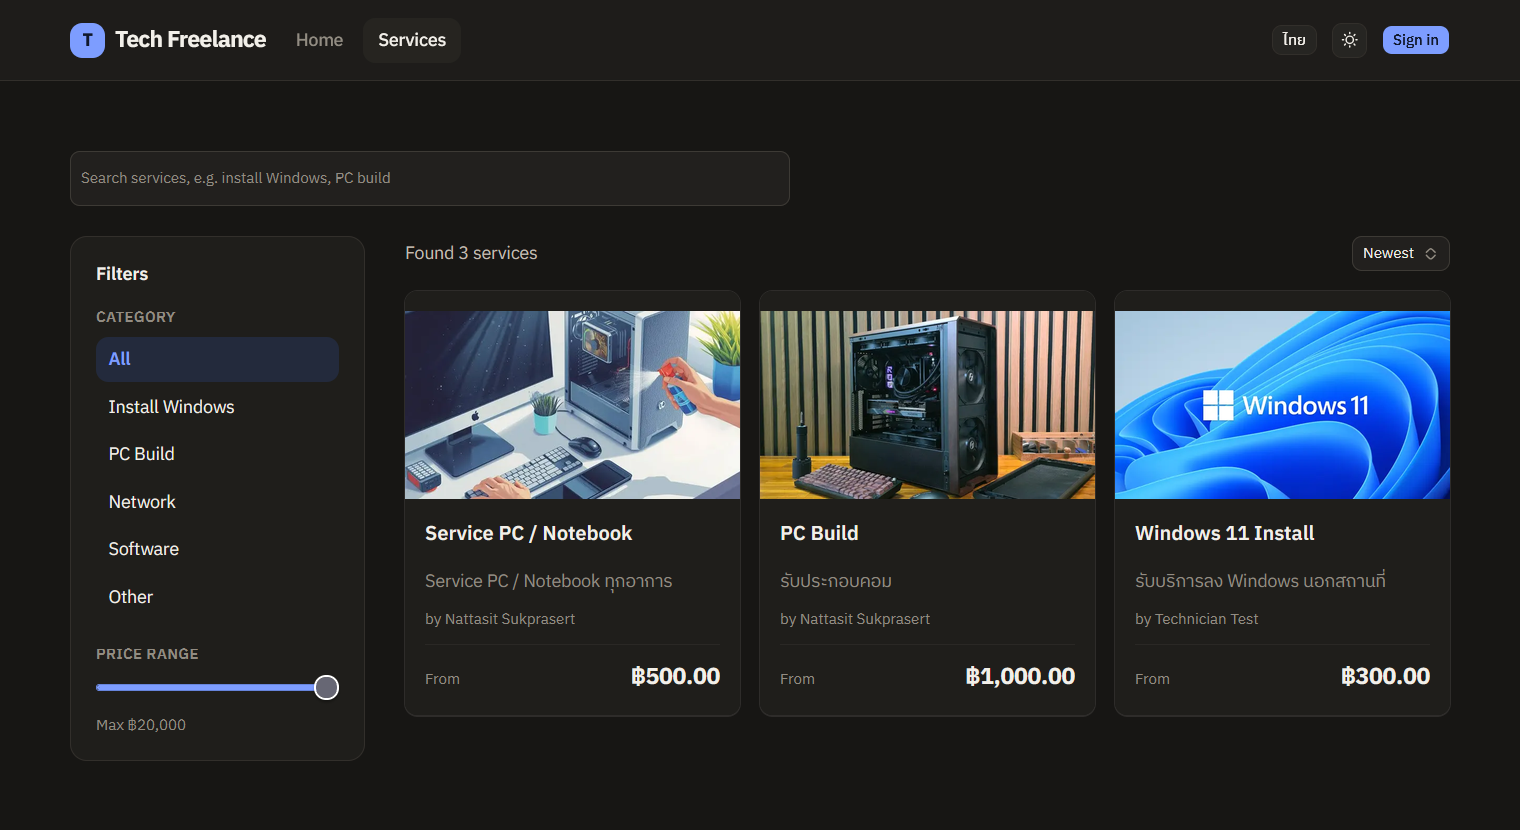 T Tech Freelance Home Services ไทย Sign in
Search services, e.g. install Windows, PC build
Filters
CATEGORY
All
Install Windows
PC Build
Network
Software
Other
PRICE RANGE
Max ฿20,000
Found 3 services
Newest
Service PC / Notebook
Service PC / Notebook ทุกอาการ
by Nattasit Sukprasert
From ฿500.00
PC Build
รับประกอบคอม
by Nattasit Sukprasert
From ฿1,000.00
Windows 11
Windows 11 Install
รับบริการลง Windows นอกสถานที่
by Technician Test
From ฿300.00